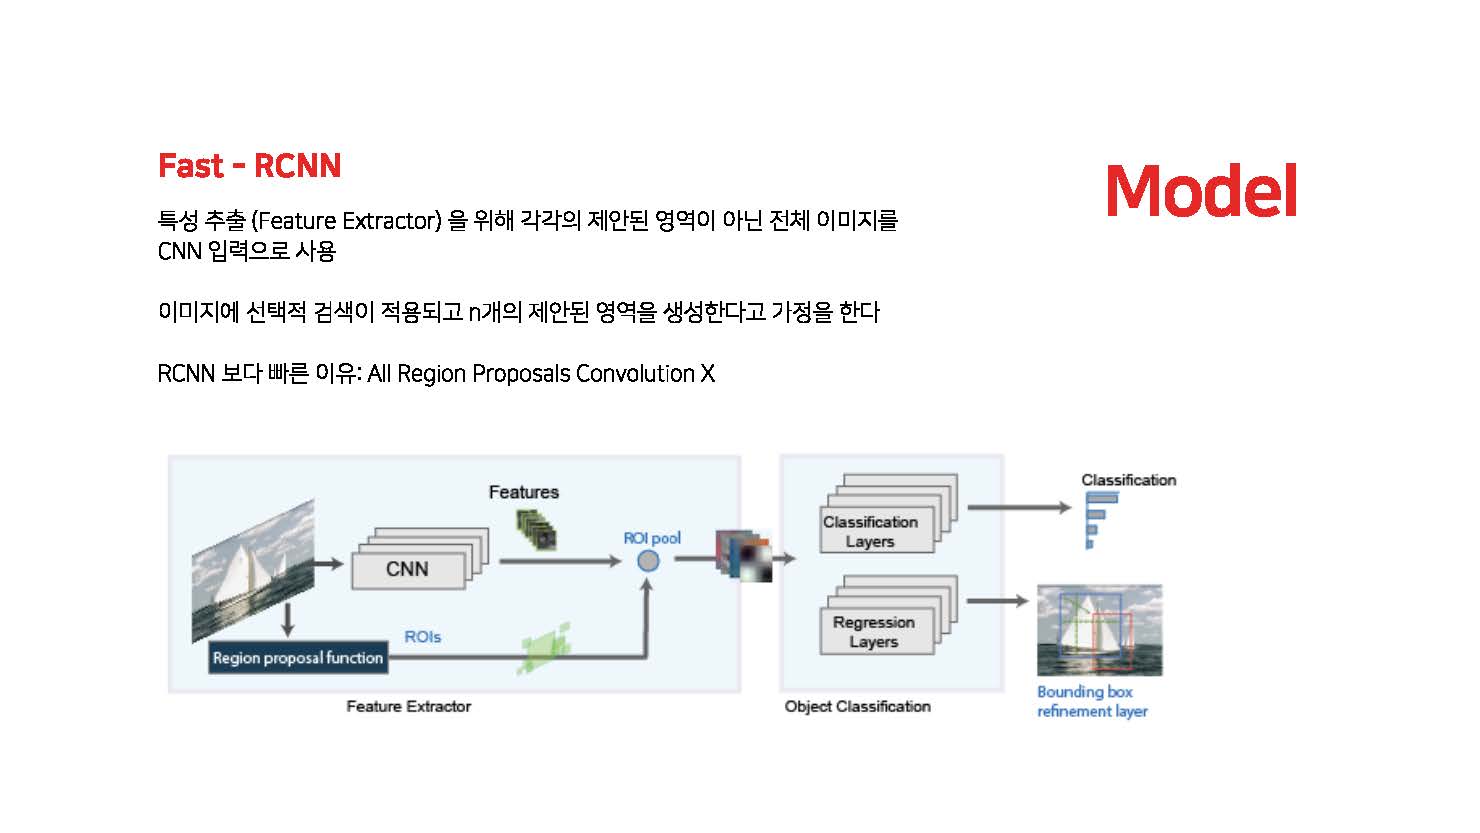 Fast - RCNN
Model
특성 추출 (Feature Extractor) 을 위해 각각의 제안된 영역이 아닌 전체 이미지를
CNN 입력으로 사용
이미지에 선택적 검색이 적용되고 n개의 제안된 영역을 생성한다고 가정을 한다
RCNN 보다 빠른 이유: All Region Proposals Convolution X
Features
CNN
ROI pool
ROIs
Region proposal function
Feature Extractor
Classification
Layers
Regression
Layers
Object Classification
Classification
Bounding box
refinement layer